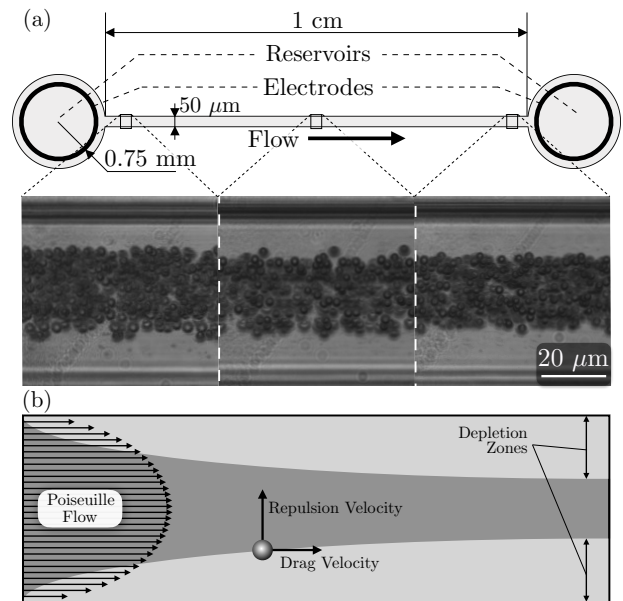 (a)
1 cm
Reservoirs
Electrodes
50 μm
Flow
0.75 mm
20 μm
(b)
Depletion
Zones
Poiseuille
Flow
Repulsion Velocity
Drag Velocity